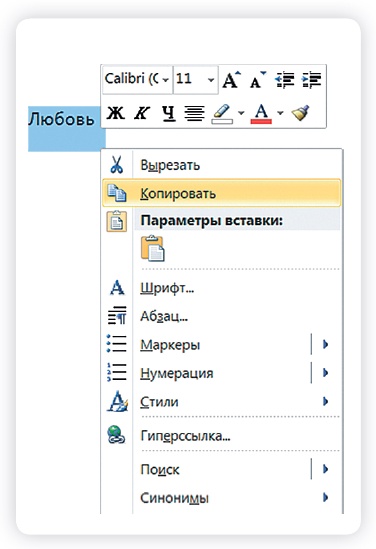 Calibri (С 11
Ж К Ч
Любовь
Вырезать
Копировать
Параметры вставки:
Шрифт...
Абзац...
Маркеры
Нумерация
Стили
Гиперссылка...
Поиск
Синонимы